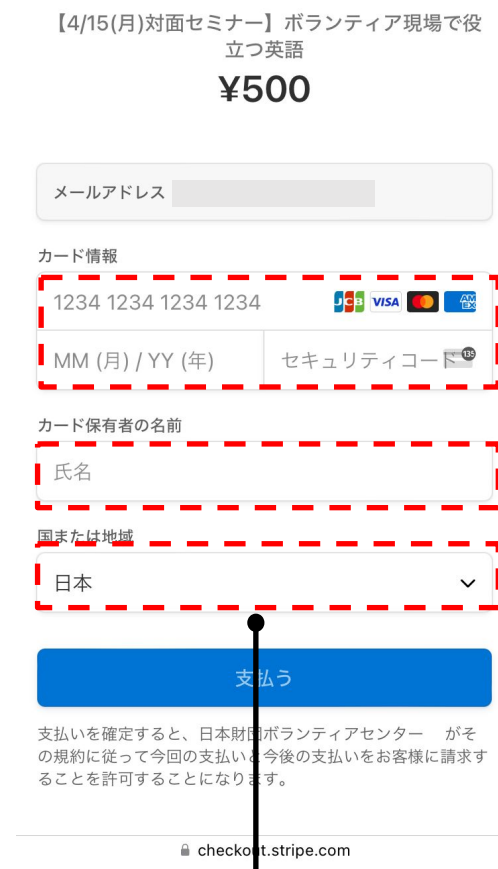 【4/15(月)対面セミナー】ボランティア現場で役
立つ英語
¥500
メールアドレス
カード情報
1234 1234 1234 1234 JCB VISA AM EX
MM (月) / YY (年) セキュリティコード 135
カード保有者の名前
氏名
国または地域
日本
支払う
支払いを確定すると、日本財団ボランティアセンター がそ
の規約に従って今回の支払いと今後の支払いをお客様に請求す
ることを許可することになります。
checkout.stripe.com